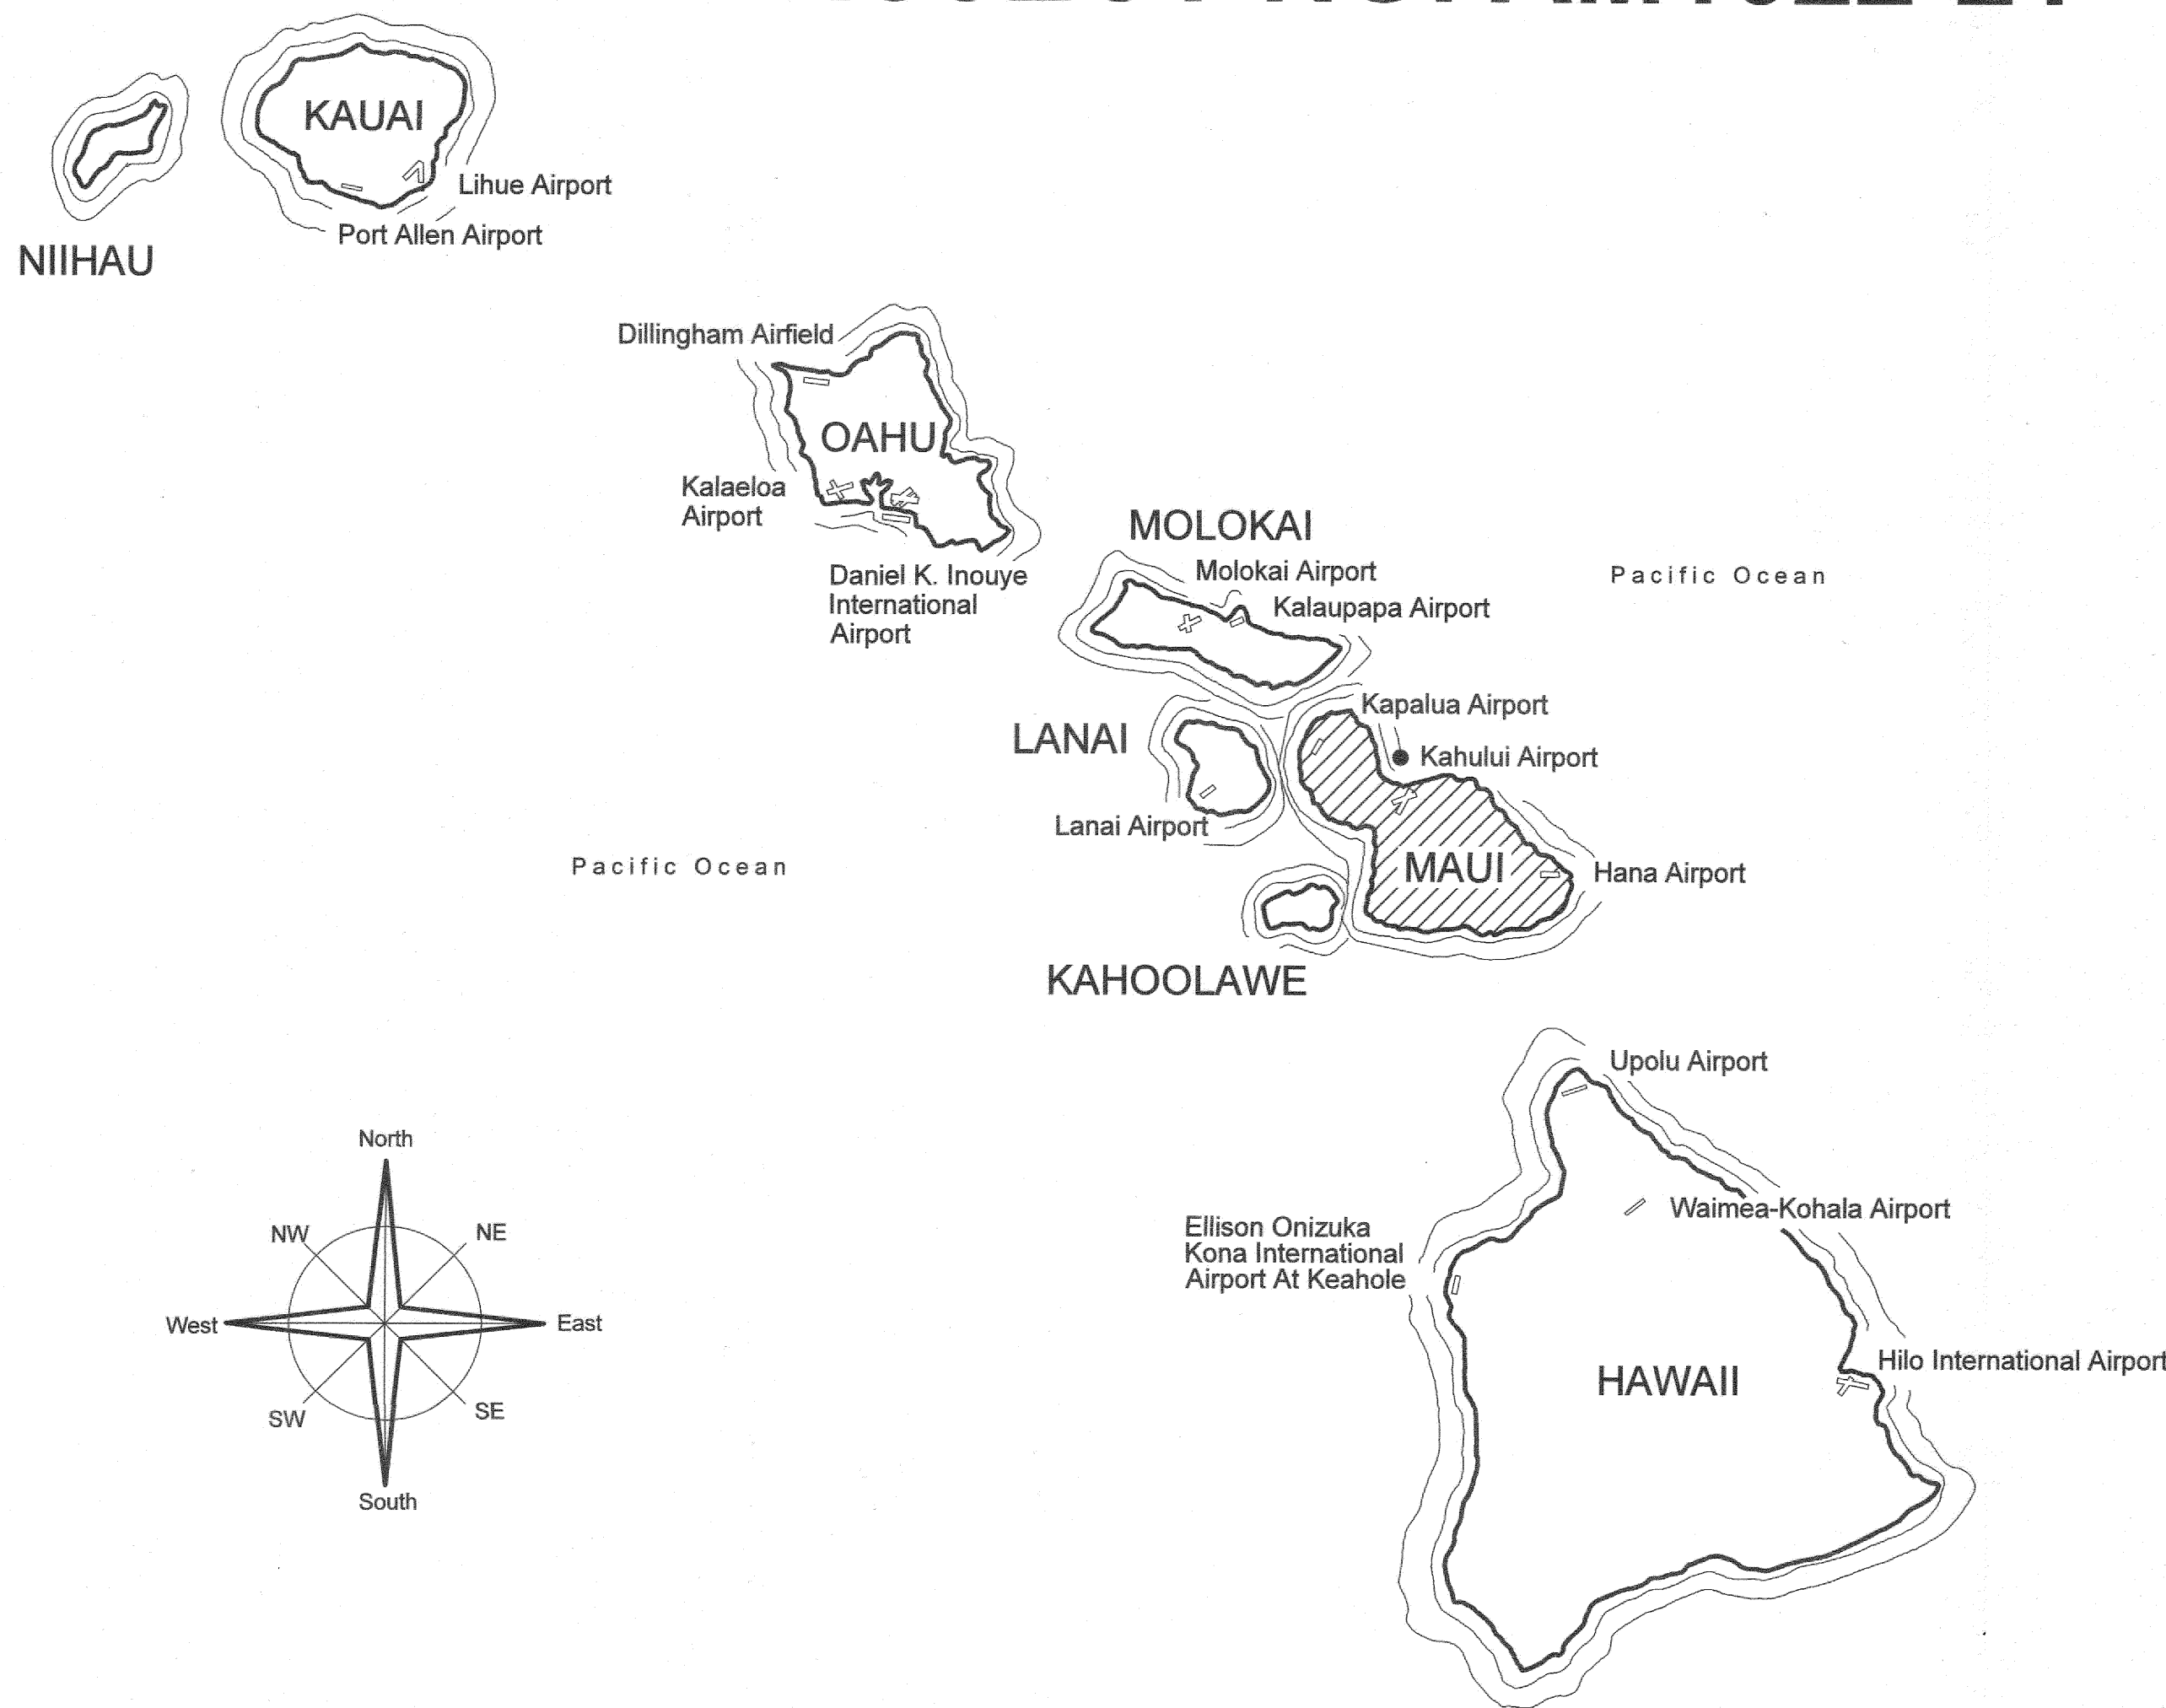 KAUAI
Lihue Airport
Port Allen Airport
NIIHAU
Dillingham Airfield
OAHU
Kalaeloa
Airport
Daniel K. Inouye
International
Airport
MOLOKAI
Molokai Airport
Kalaupapa Airport
Pacific Ocean
Kapalua Airport
LANAI
Kahului Airport
Lanai Airport
Pacific Ocean
MAUI
Hana Airport
KAHOOLAWE
Upolu Airport
Waimea-Kohala Airport
Ellison Onizuka
Kona International
Airport At Keahole
Hilo International Airport
HAWAII
North
NW
NE
West
East
SW
SE
South